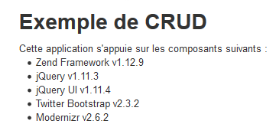 Exemple de CRUD
Cette application s'appuie sur les composants suivants :
• Zend Framework v1.12.9
• jQuery v1.11.3
• jQuery UI v1.11.4
• Twitter Bootstrap v2.3.2
• Modernizr v2.6.2